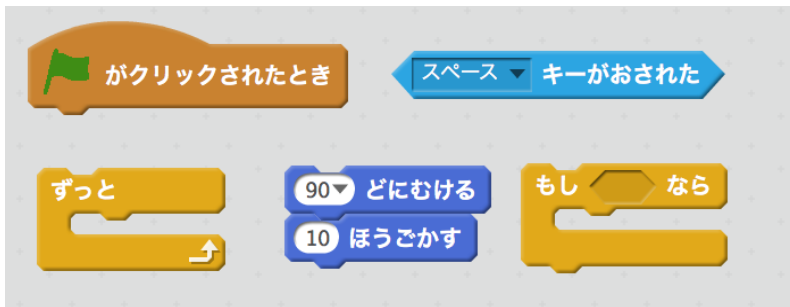 がクリックされたとき
スペース キーがおされた
ずっと
90 どにむける
10 ほうごかす
もし なら